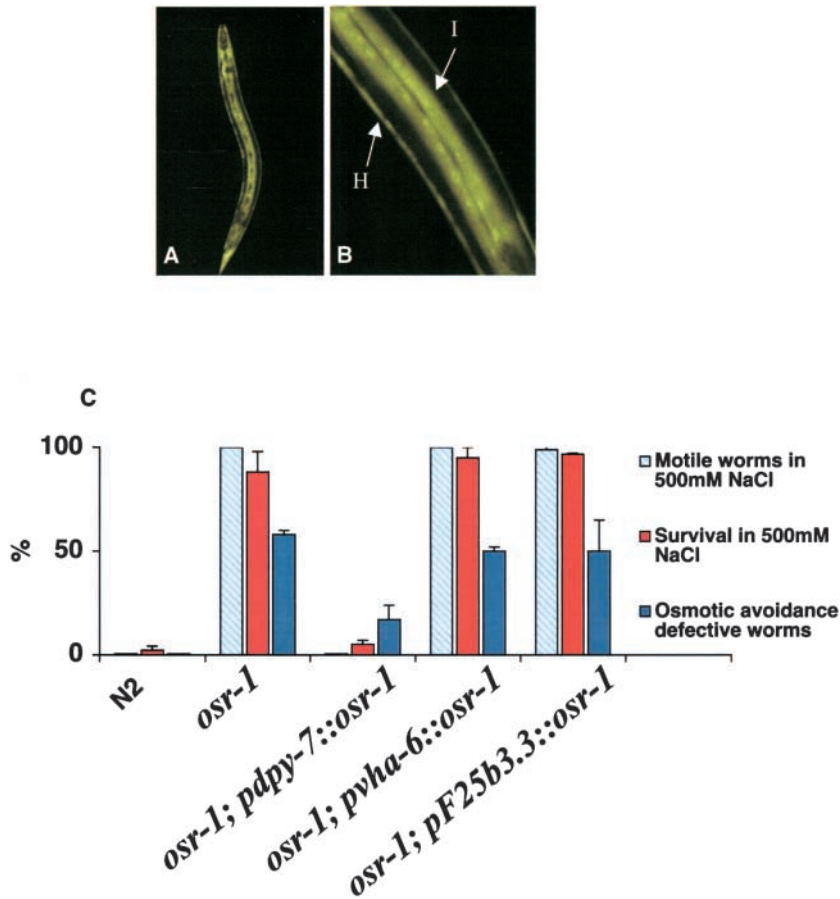 A
B
I
H
C
100
50
0
%
N2
osr-1
osr-1; pdpy-7::osr-1
osr-1; pvha-6::osr-1
osr-1; pF25b3.3::osr-1
Motile worms in
500mM NaCl
Survival in 500mM
NaCl
Osmotic avoidance
defective worms